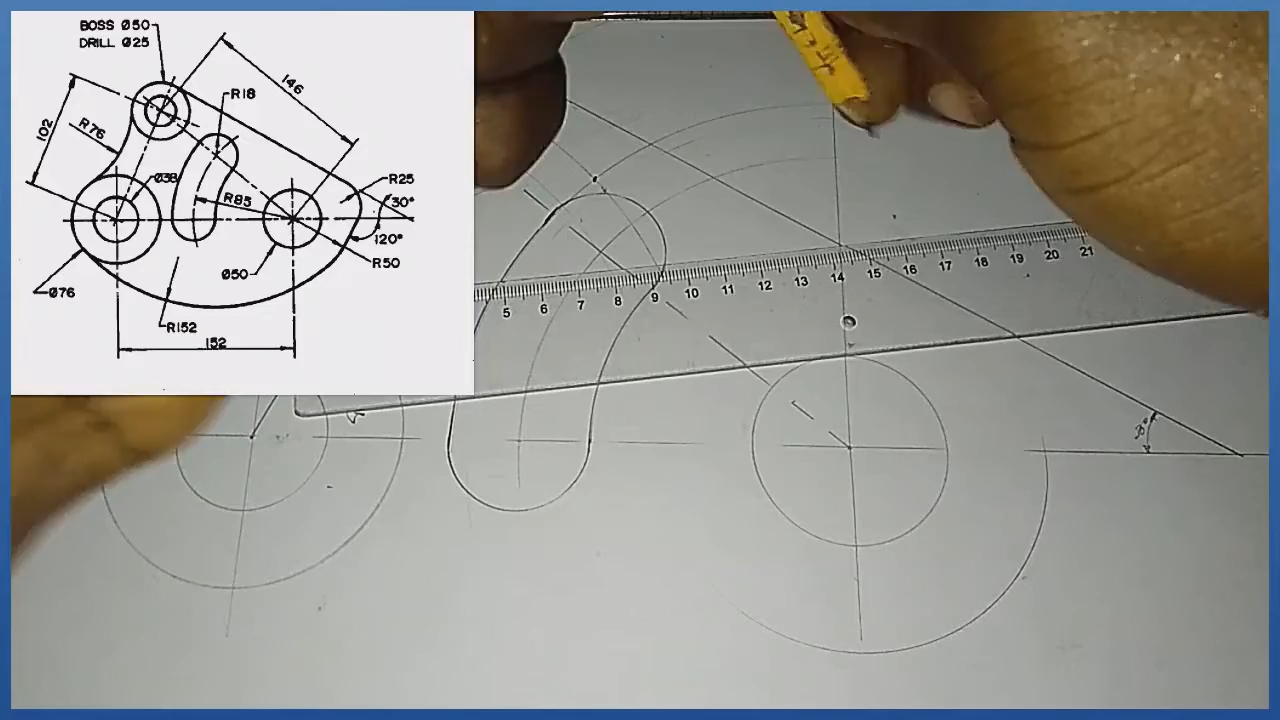 BOSS Ø50
DRILL Ø25
146
R18
102
R76
Ø38
R85
R25
30°
120°
Ø50
R50
Ø76
R152
152
5 6 7 8 9 10 11 12 13 14 15 16 17 18 19 20 21